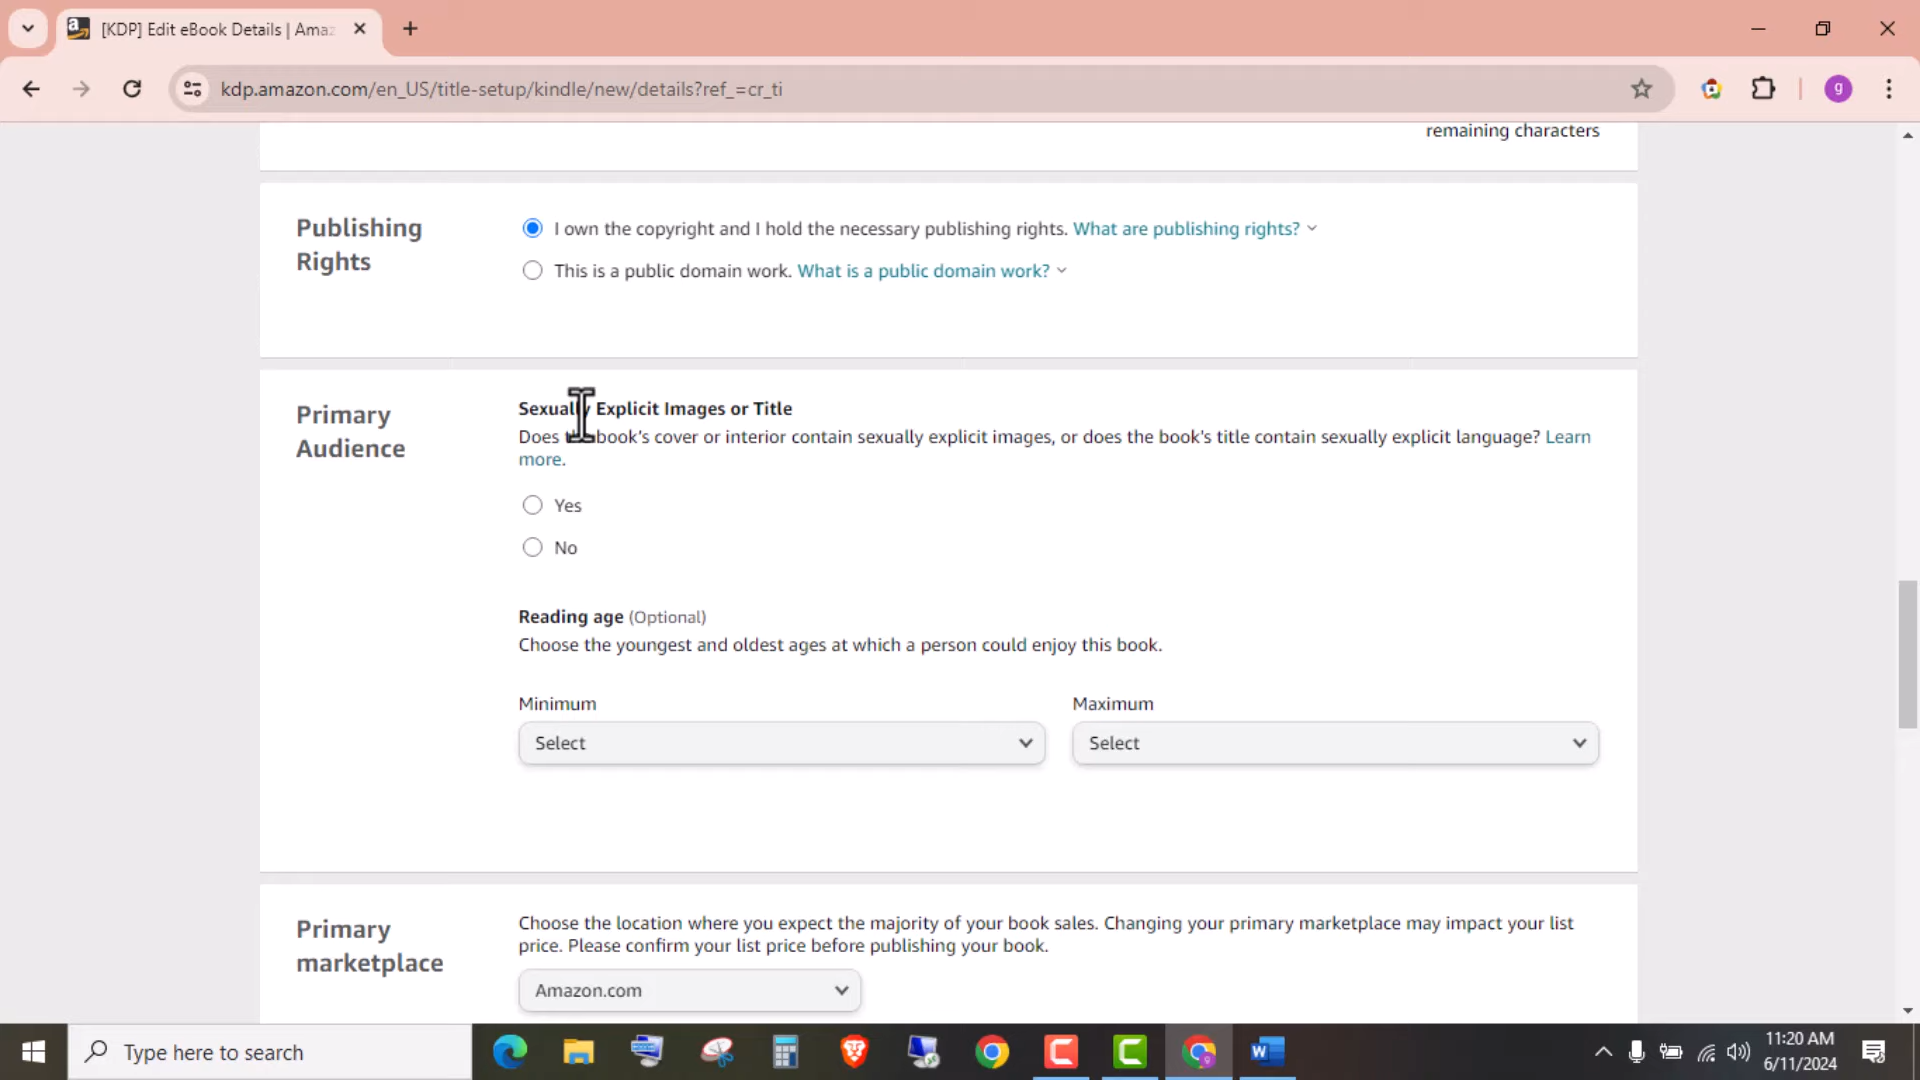 [KDP] Edit eBook Details | Ama
kdp.amazon.com/en_US/title-setup/kindle/new/details?ref_=cr_ti
g
remaining characters
Publishing
Rights
I own the copyright and I hold the necessary publishing rights. What are publishing rights?
This is a public domain work. What is a public domain work?
Primary
Audience
Sexually Explicit Images or Title
Does book's cover or interior contain sexually explicit images, or does the book's title contain sexually explicit language? Learn
more.
Yes
No
Reading age (Optional)
Choose the youngest and oldest ages at which a person could enjoy this book.
Minimum
Maximum
Select
Select
Primary
marketplace
Choose the location where you expect the majority of your book sales. Changing your primary marketplace may impact your list
price. Please confirm your list price before publishing your book.
Amazon.com
Type here to search
11:20 AM
6/11/2024